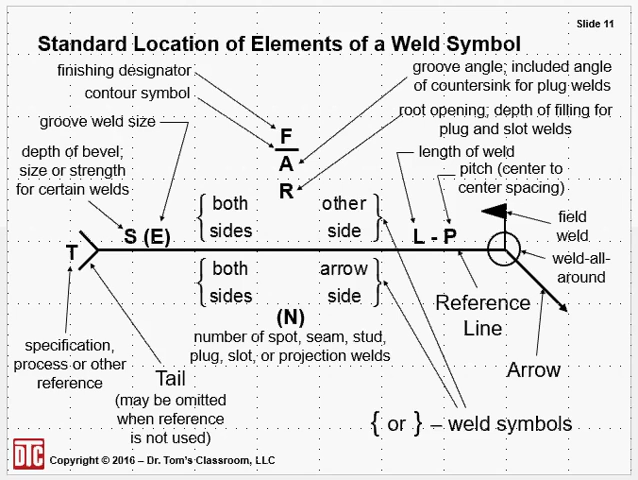 Slide 11
Standard Location of Elements of a Weld Symbol
finishing designator
contour symbol
groove weld size
depth of bevel;
size or strength
for certain welds
groove angle; included angle
of countersink for plug welds
root opening; depth of filling for
plug and slot welds
length of weld
pitch (center to
center spacing)
F
A
R
both
sides
other
side
S (E)
L - P
field
weld
T
weld-all-
around
both
sides
arrow
side
Reference
Line
(N)
number of spot, seam, stud,
plug, slot, or projection welds
specification,
process or other
reference
Tail
(may be omitted
when reference
is not used)
Arrow
{ or } – weld symbols
DTC
Copyright © 2016 – Dr. Tom's Classroom, LLC